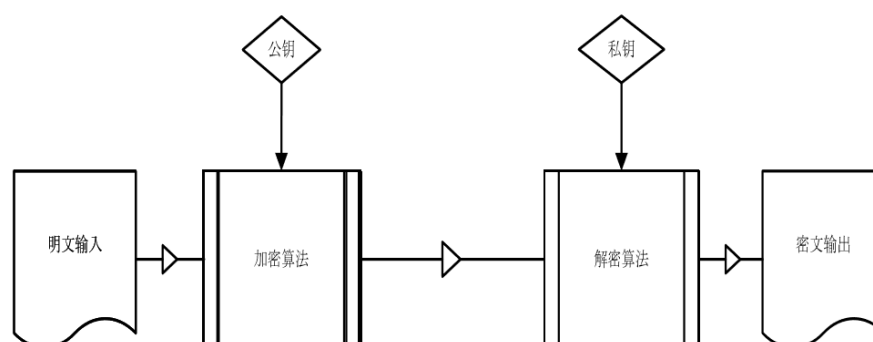 公钥
私钥
明文输入
加密算法
解密算法
密文输出